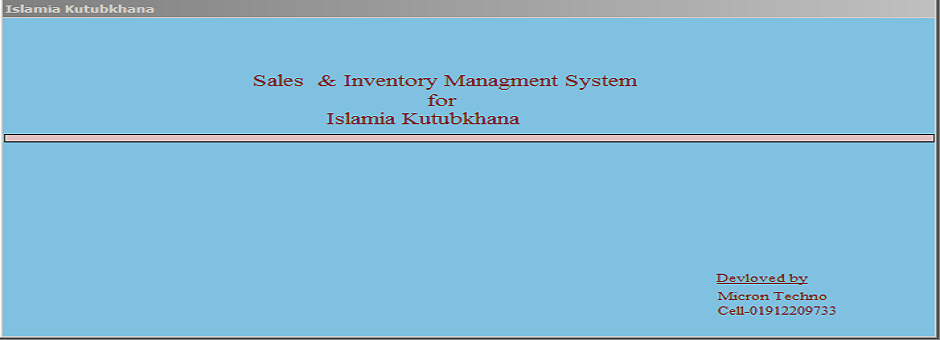 Islamia Kutubkhana
Sales & Inventory Managment System
for
Islamia Kutubkhana
Devloved by
Micron Techno
Cell-01912209733